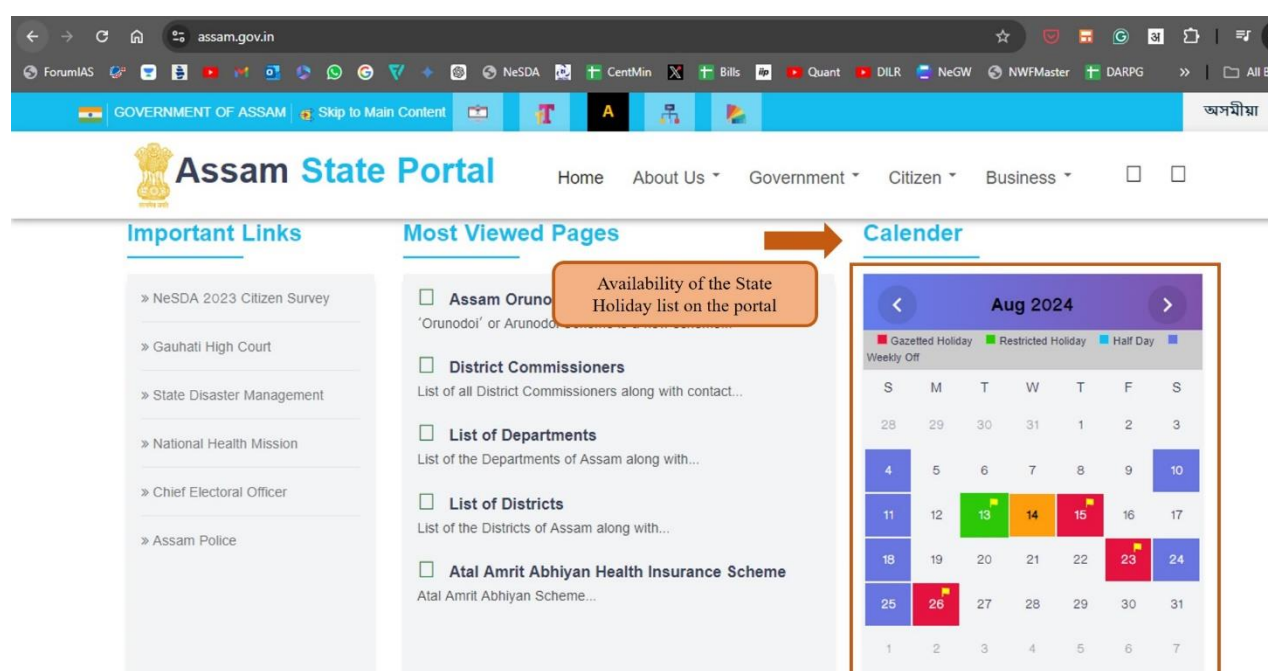 assam.gov.in
ForumIAS NeSDA CentMin Bills Quant DILR NeGW NWFMaster DARPG » All B
GOVERNMENT OF ASSAM Skip to Main Content T A অসমীয়া
Assam State Portal
Home About Us Government Citizen Business
Important Links
» NeSDA 2023 Citizen Survey
» Gauhati High Court
» State Disaster Management
» National Health Mission
» Chief Electoral Officer
» Assam Police
Most Viewed Pages
Availability of the State
Holiday list on the portal
Assam Oruno
'Orunodoi' or Arunodoi
District Commissioners
List of all District Commissioners along with contact...
List of Departments
List of the Departments of Assam along with...
List of Districts
List of the Districts of Assam along with...
Atal Amrit Abhiyan Health Insurance Scheme
Atal Amrit Abhiyan Scheme...
Calender
Aug 2024
Gazetted Holiday Restricted Holiday Half Day
Weekly Off
S M T W T F S
28 29 30 31 1 2 3
4 5 6 7 8 9 10
11 12 13 14 15 16 17
18 19 20 21 22 23 24
25 26 27 28 29 30 31
1 2 3 4 5 6 7